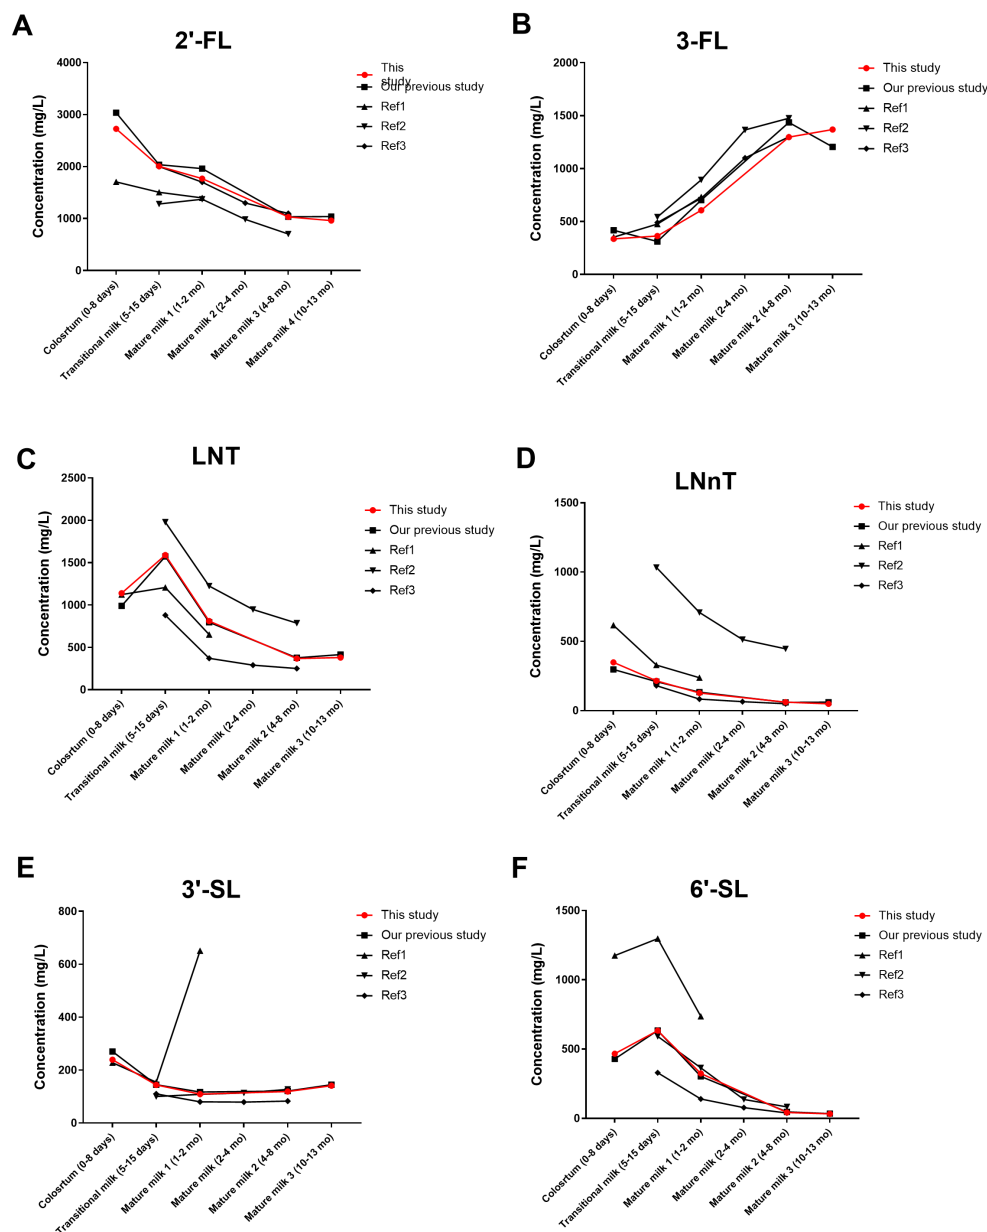 A
2'-FL
Concentration (mg/L)
4000
3000
2000
1000
0
Colosrtum (0-8 days)
Transitional milk (5-15 days)
Mature milk 1 (1-2 mo)
Mature milk 2 (2-4 mo)
Mature milk 3 (4-8 mo)
Mature milk 4 (10-13 mo)
This
study
Our previous study
Ref1
Ref2
Ref3
B
3-FL
Concentration (mg/L)
2000
1500
1000
500
0
Colosrtum (0-8 days)
Transitional milk (5-15 days)
Mature milk 1 (1-2 mo)
Mature milk (2-4 mo)
Mature milk 2 (4-8 mo)
Mature milk 3 (10-13 mo)
This study
Our previous study
Ref1
Ref2
Ref3
C
LNT
Concentration (mg/L)
2500
2000
1500
1000
500
0
Colosrtum (0-8 days)
Transitional milk (5-15 days)
Mature milk 1 (1-2 mo)
Mature milk (2-4 mo)
Mature milk 2 (4-8 mo)
Mature milk 3 (10-13 mo)
This study
Our previous study
Ref1
Ref2
Ref3
D
LNnT
Concentration (mg/L)
1500
1000
500
0
Colosrtum (0-8 days)
Transitional milk (5-15 days)
Mature milk 1 (1-2 mo)
Mature milk (2-4 mo)
Mature milk 2 (4-8 mo)
Mature milk 3 (10-13 mo)
This study
Our previous study
Ref1
Ref2
Ref3
E
3'-SL
Concentration (mg/L)
800
600
400
200
0
Colosrtum (0-8 days)
Transitional milk (5-15 days)
Mature milk 1 (1-2 mo)
Mature milk (2-4 mo)
Mature milk 2 (4-8 mo)
Mature milk 3 (10-13 mo)
This study
Our previous study
Ref1
Ref2
Ref3
F
6'-SL
Concentration (mg/L)
1500
1000
500
0
Colosrtum (0-8 days)
Transitional milk (5-15 days)
Mature milk 1 (1-2 mo)
Mature milk (2-4 mo)
Mature milk 2 (4-8 mo)
Mature milk 3 (10-13 mo)
This study
Our previous study
Ref1
Ref2
Ref3